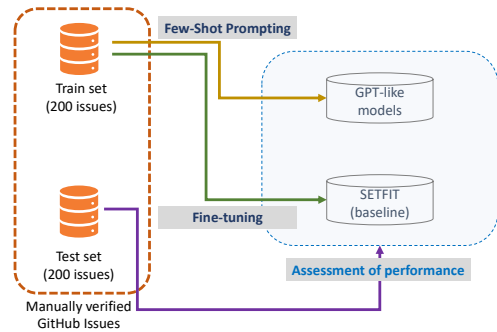 Few-Shot Prompting
Train set
(200 issues)
GPT-like
models
SETFIT
(baseline)
Fine-tuning
Test set
(200 issues)
Assessment of performance
Manually verified
GitHub Issues